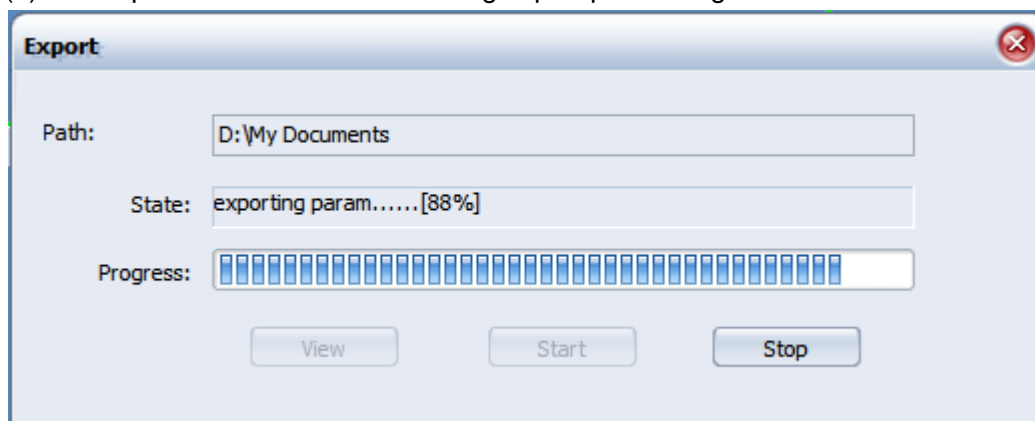 Export
Path: D:\My Documents
State: exporting param......[88%]
Progress:
View Start Stop